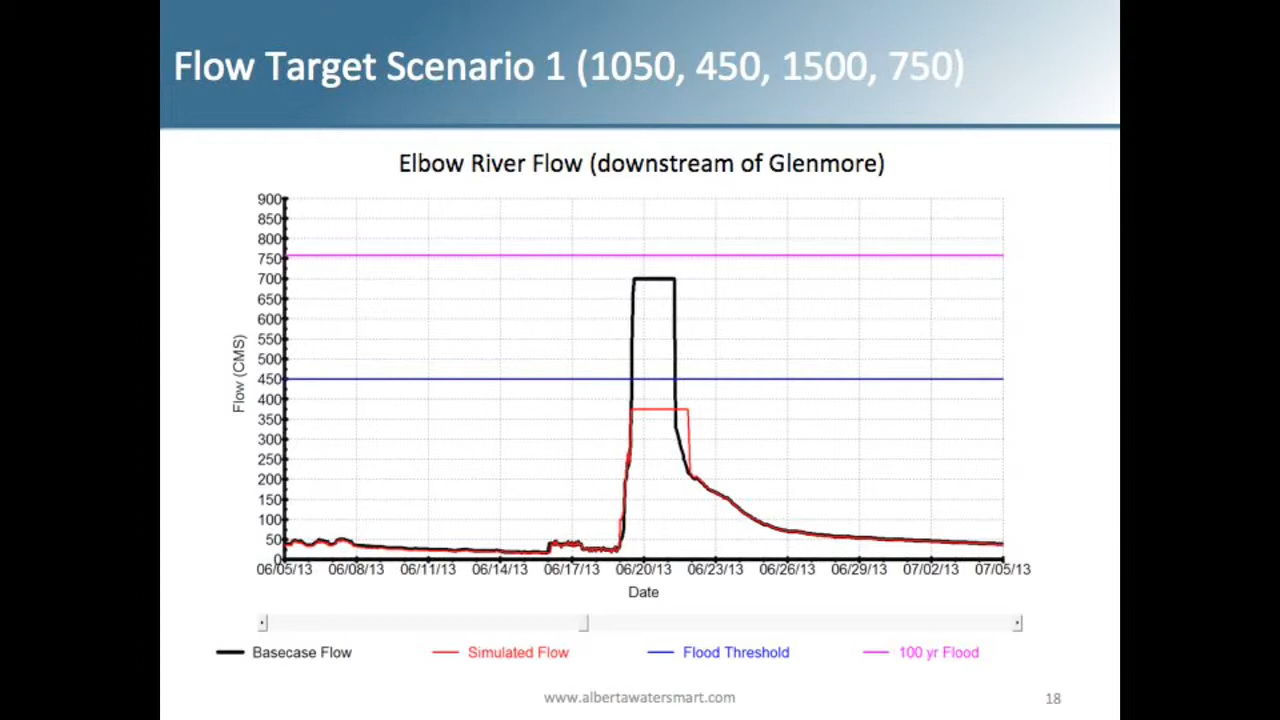 Flow Target Scenario 1 (1050, 450, 1500, 750)
Elbow River Flow (downstream of Glenmore)
900
850
800
750
700
650
600
550
500
450
400
350
300
250
200
150
100
50
0
Flow (CMS)
06/05/13 06/08/13 06/11/13 06/14/13 06/17/13 06/20/13 06/23/13 06/26/13 06/29/13 07/02/13 07/05/13
Date
Basecase Flow Simulated Flow Flood Threshold 100 yr Flood
www.albertawatersmart.com 18